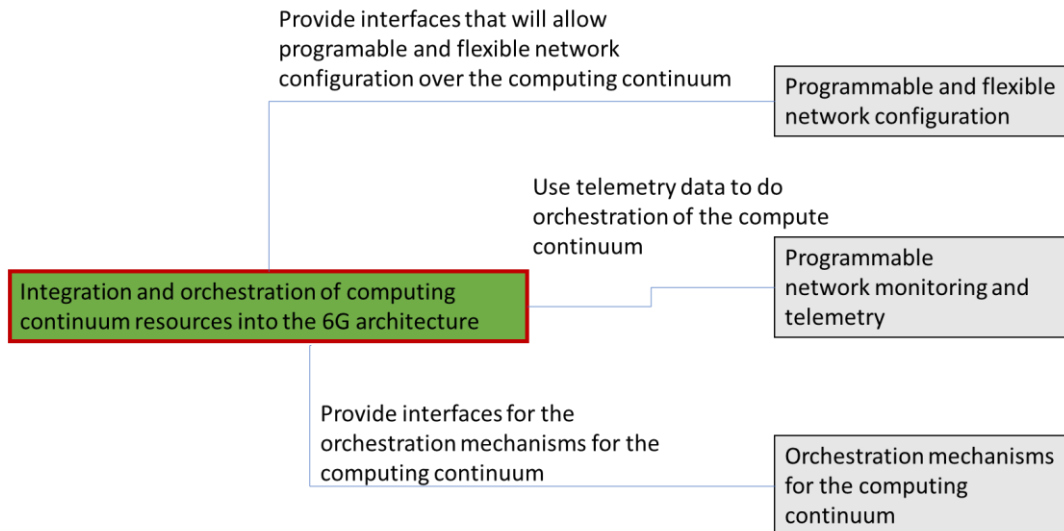 Provide interfaces that will allow
programable and flexible network
configuration over the computing continuum
Programmable and flexible
network configuration
Use telemetry data to do
orchestration of the compute
continuum
Programmable
network monitoring and
telemetry
Integration and orchestration of computing
continuum resources into the 6G architecture
Provide interfaces for the
orchestration mechanisms for the
computing continuum
Orchestration mechanisms
for the computing
continuum